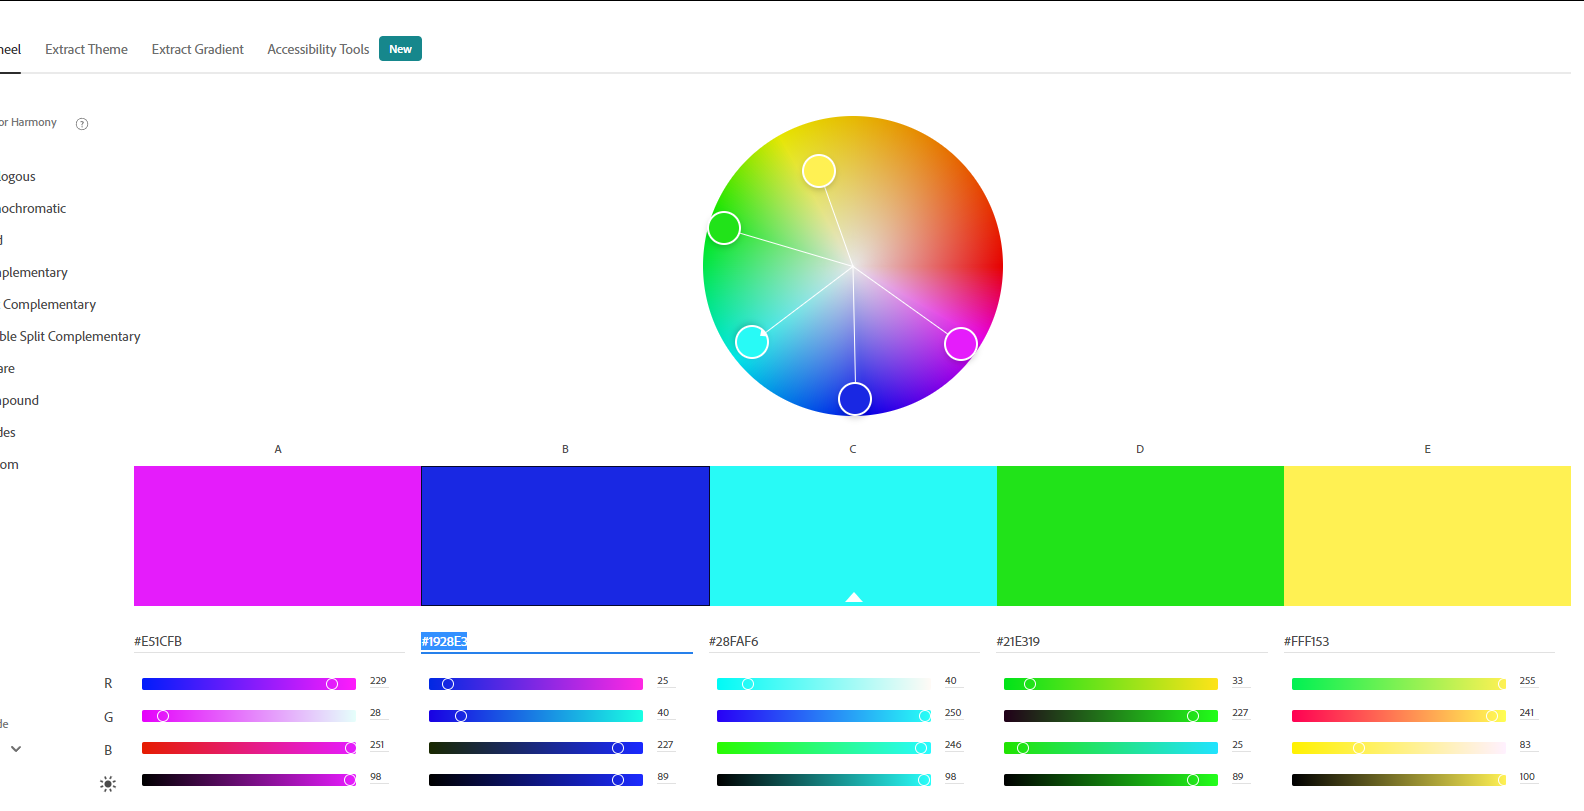 heel Extract Theme Extract Gradient Accessibility Tools New
or Harmony ?
logous
nochromatic
d
nplementary
Complementary
ble Split Complementary
are
npound
des
om
A B C D E
#E51CFB #1928E3 #28FAF6 #21E319 #FFF153
R 229 25 40 33 255
G 28 40 250 227 241
de
B 251 227 246 25 83
98 89 98 89 100